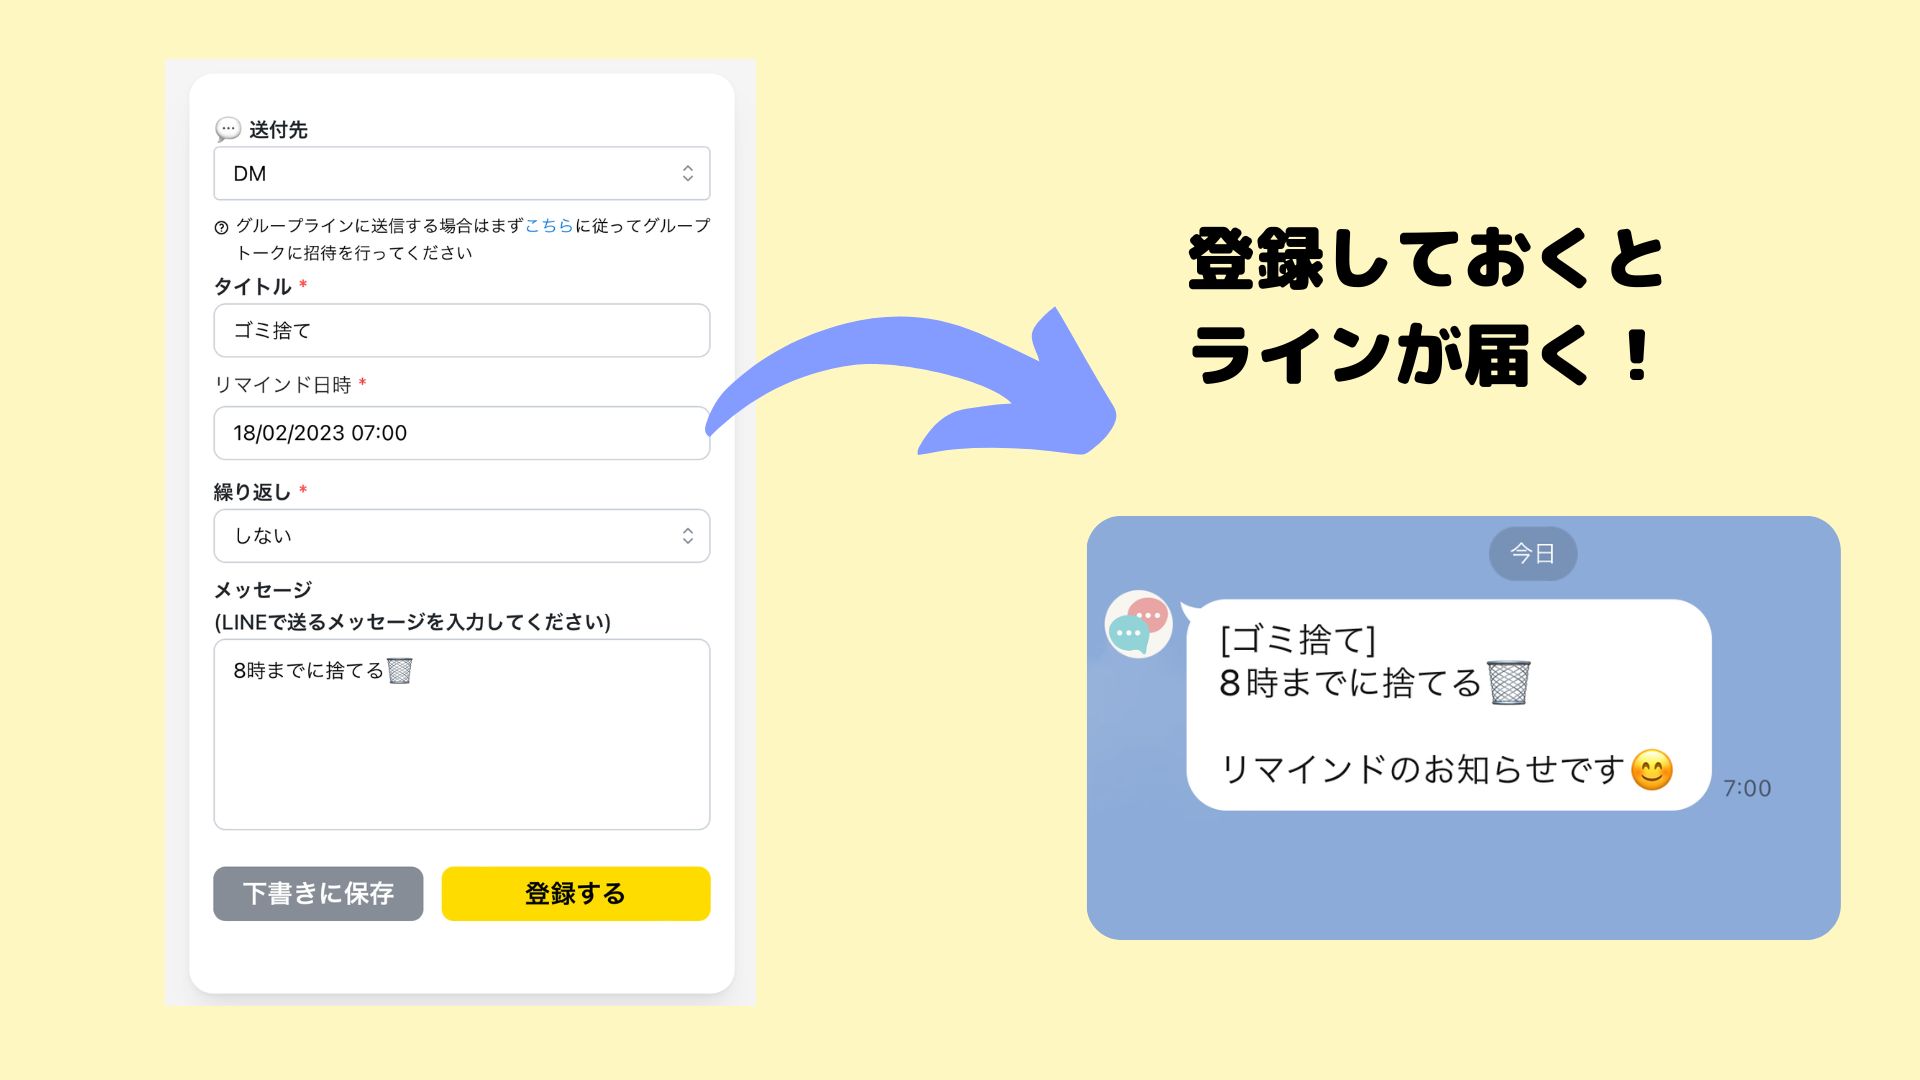 送付先
DM
グループラインに送信する場合はまずこちらに従ってグループ
トークに招待を行ってください
タイトル *
ゴミ捨て
リマインド日時 *
18/02/2023 07:00
繰り返し *
しない
メッセージ
(LINEで送るメッセージを入力してください)
8時までに捨てる🗑️
下書きに保存
登録する
登録しておくと
ラインが届く！
今日
[ゴミ捨て]
8時までに捨てる🗑️
リマインドのお知らせです😊
7:00